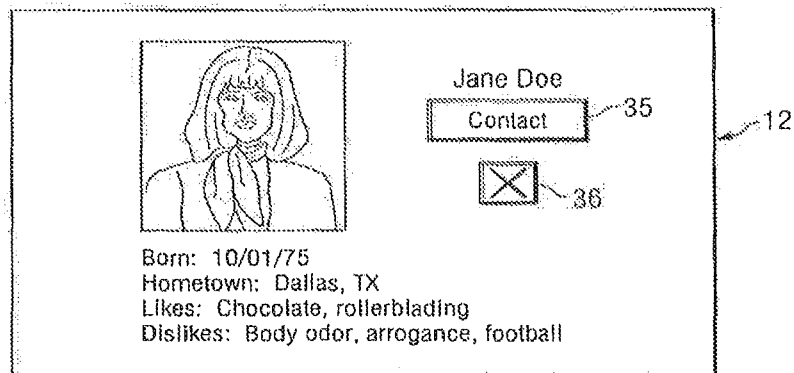 Jane Doe
Contact
35
12
36
Born: 10/01/75
Hometown: Dallas, TX
Likes: Chocolate, rollerblading
Dislikes: Body odor, arrogance, football